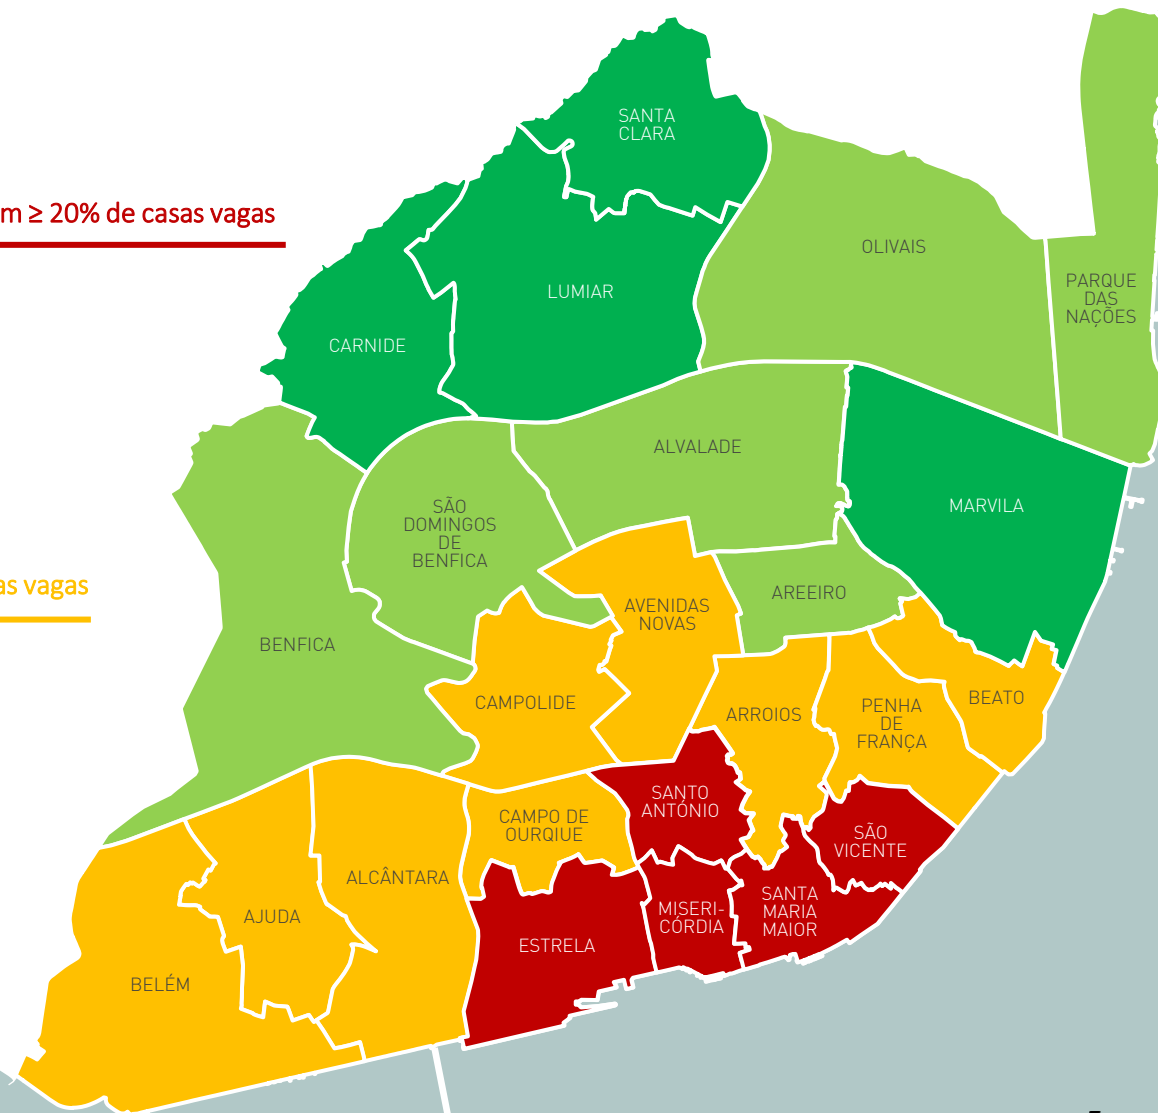 SANTA
CLARA
m ≥ 20% de casas vagas
OLIVAIS
PARQUE
DAS
NAÇÕES
LUMIAR
CARNIDE
ALVALADE
SÃO
DOMINGOS
DE
BENFICA
MARVILA
AREEIRO
as vagas
AVENIDAS
NOVAS
BENFICA
CAMPOLIDE
ARROIOS
PENHA
DE
FRANÇA
BEATO
SANTO
ANTÓNIO
CAMPO DE
OURQIUE
SÃO
VICENTE
ALCÂNTARA
AJUDA
MISERI-
CÓRDIA
SANTA
MARIA
MAIOR
ESTRELA
BELÉM